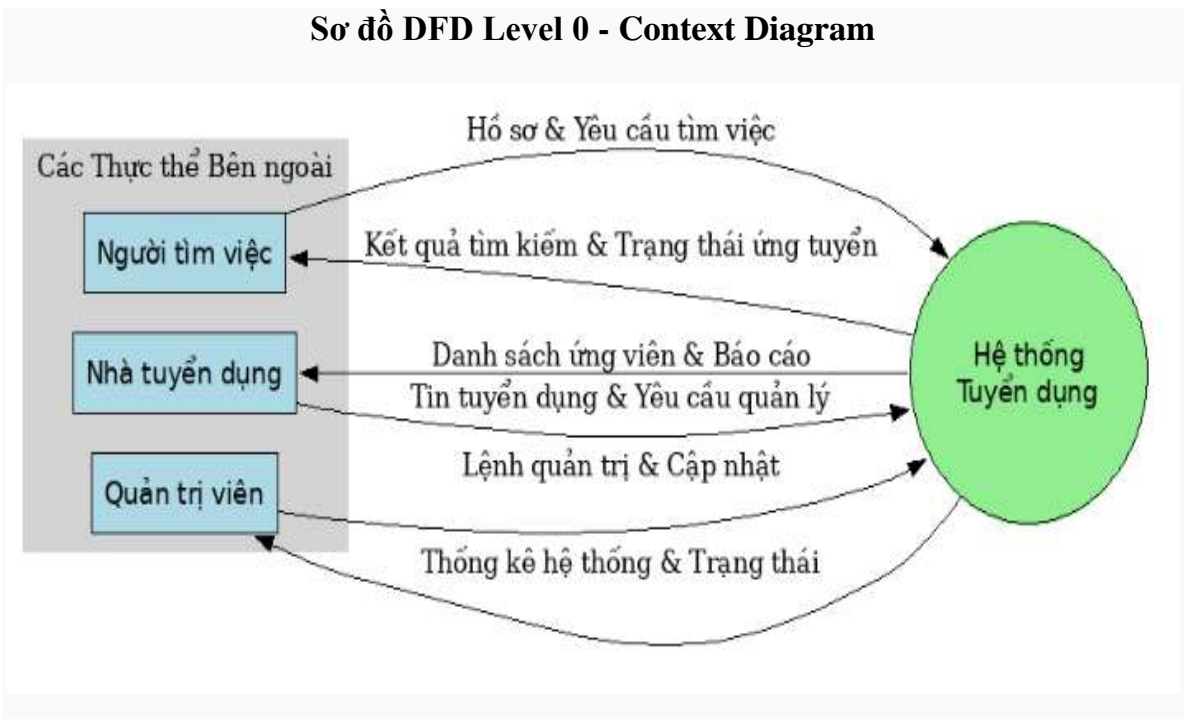 Sơ đồ DFD Level 0 - Context Diagram
Hồ sơ & Yêu cầu tìm việc
Các Thực thể Bên ngoài
Người tìm việc
Kết quả tìm kiếm & Trạng thái ứng tuyển
Danh sách ứng viên & Báo cáo
Nhà tuyển dụng
Tin tuyển dụng & Yêu cầu quản lý
Hệ thống
Tuyển dụng
Lệnh quản trị & Cập nhật
Quản trị viên
Thống kê hệ thống & Trạng thái